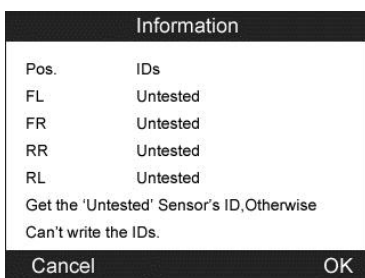 Information
Pos. IDs
FL Untested
FR Untested
RR Untested
RL Untested
Get the ‘Untested’ Sensor’s ID,Otherwise
Can’t write the IDs.
Cancel OK